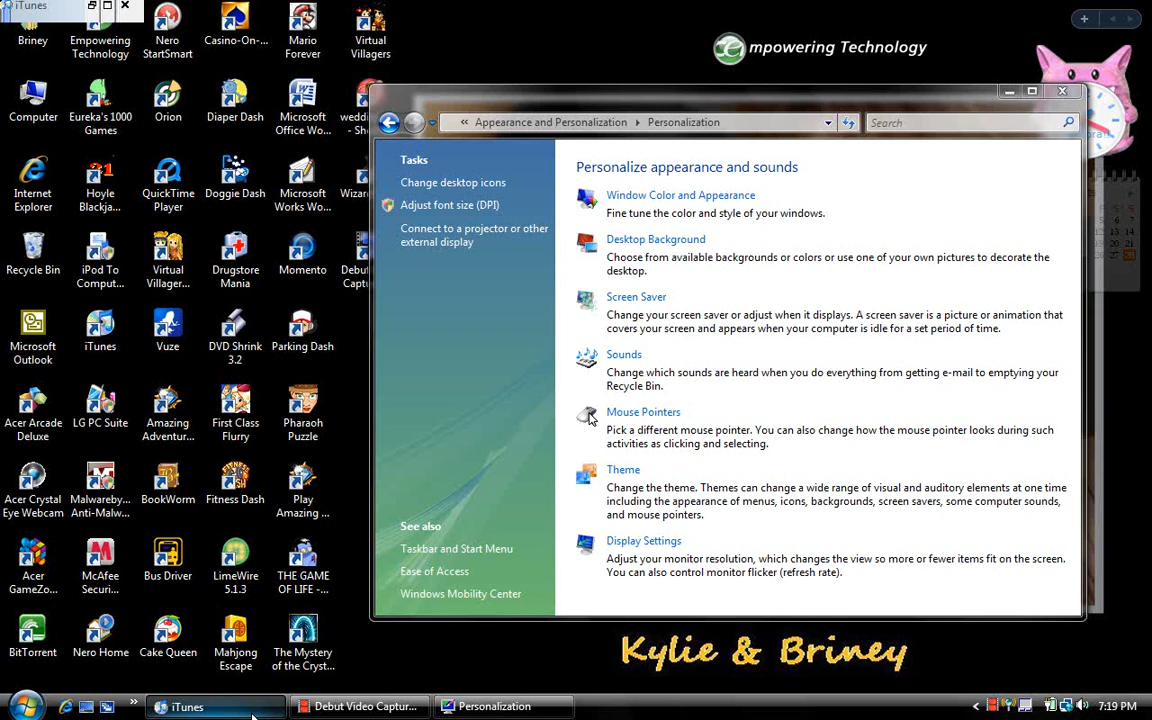 iTunes
mpowering Technology
Briney
Empowering
Technology
Nero
StartSmart
Casino-On-...
Mario
Forever
Virtual
Villagers
Computer
Eureka's 1000
Games
Orion
Diaper Dash
Microsoft
Office Wo...
weddi
- Sho
Internet
Explorer
Hoyle
Blackja...
QuickTime
Player
Doggie Dash
Microsoft
Works Wo...
Wizar
Recycle Bin
iPod To
Comput...
Virtual
Villager...
Drugstore
Mania
Momento
Debut
Captu
Microsoft
Outlook
iTunes
Vuze
DVD Shrink
3.2
Parking Dash
Acer Arcade
Deluxe
LG PC Suite
Amazing
Adventur...
First Class
Flurry
Pharaoh
Puzzle
Acer Crystal
Eye Webcam
Malwareby...
Anti-Malw...
BookWorm
Fitness Dash
Play
Amazing ...
Acer
GameZo...
McAfee
Securi...
Bus Driver
LimeWire
5.1.3
THE GAME
OF LIFE - ...
BitTorrent
Nero Home
Cake Queen
Mahjong
Escape
The Mystery
of the Cryst...
« Appearance and Personalization Personalization
Search
Tasks
Change desktop icons
Adjust font size (DPI)
Connect to a projector or other
external display
See also
Taskbar and Start Menu
Ease of Access
Windows Mobility Center
Personalize appearance and sounds
Window Color and Appearance
Fine tune the color and style of your windows.
Desktop Background
Choose from available backgrounds or colors or use one of your own pictures to decorate the
desktop.
Screen Saver
Change your screen saver or adjust when it displays. A screen saver is a picture or animation that
covers your screen and appears when your computer is idle for a set period of time.
Sounds
Change which sounds are heard when you do everything from getting e-mail to emptying your
Recycle Bin.
Mouse Pointers
Pick a different mouse pointer. You can also change how the mouse pointer looks during such
activities as clicking and selecting.
Theme
Change the theme. Themes can change a wide range of visual and auditory elements at one time
including the appearance of menus, icons, backgrounds, screen savers, some computer sounds,
and mouse pointers.
Display Settings
Adjust your monitor resolution, which changes the view so more or fewer items fit on the screen.
You can also control monitor flicker (refresh rate).
Kylie & Briney
iTunes
Debut Video Captur...
Personalization
7:19 PM